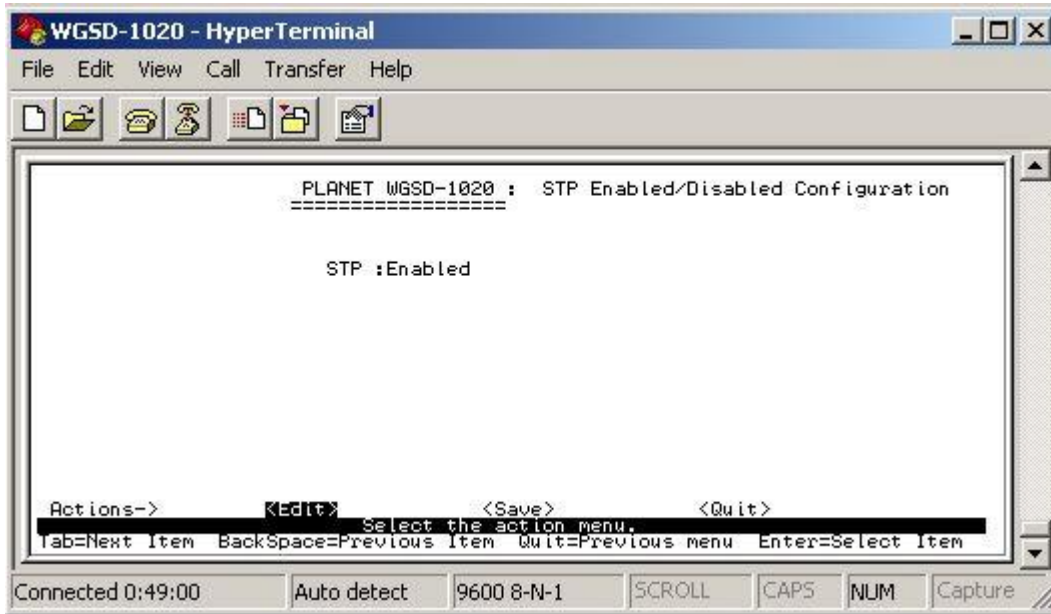 WGSD-1020 - HyperTerminal
File Edit View Call Transfer Help
PLANET WGSD-1020 : STP Enabled/Disabled Configuration
==================
STP :Enabled
Actions-> <Edit> <Save> <Quit>
Select the action menu.
Tab=Next Item BackSpace=Previous Item Quit=Previous menu Enter=Select Item
Connected 0:49:00 Auto detect 9600 8-N-1 SCROLL CAPS NUM Capture